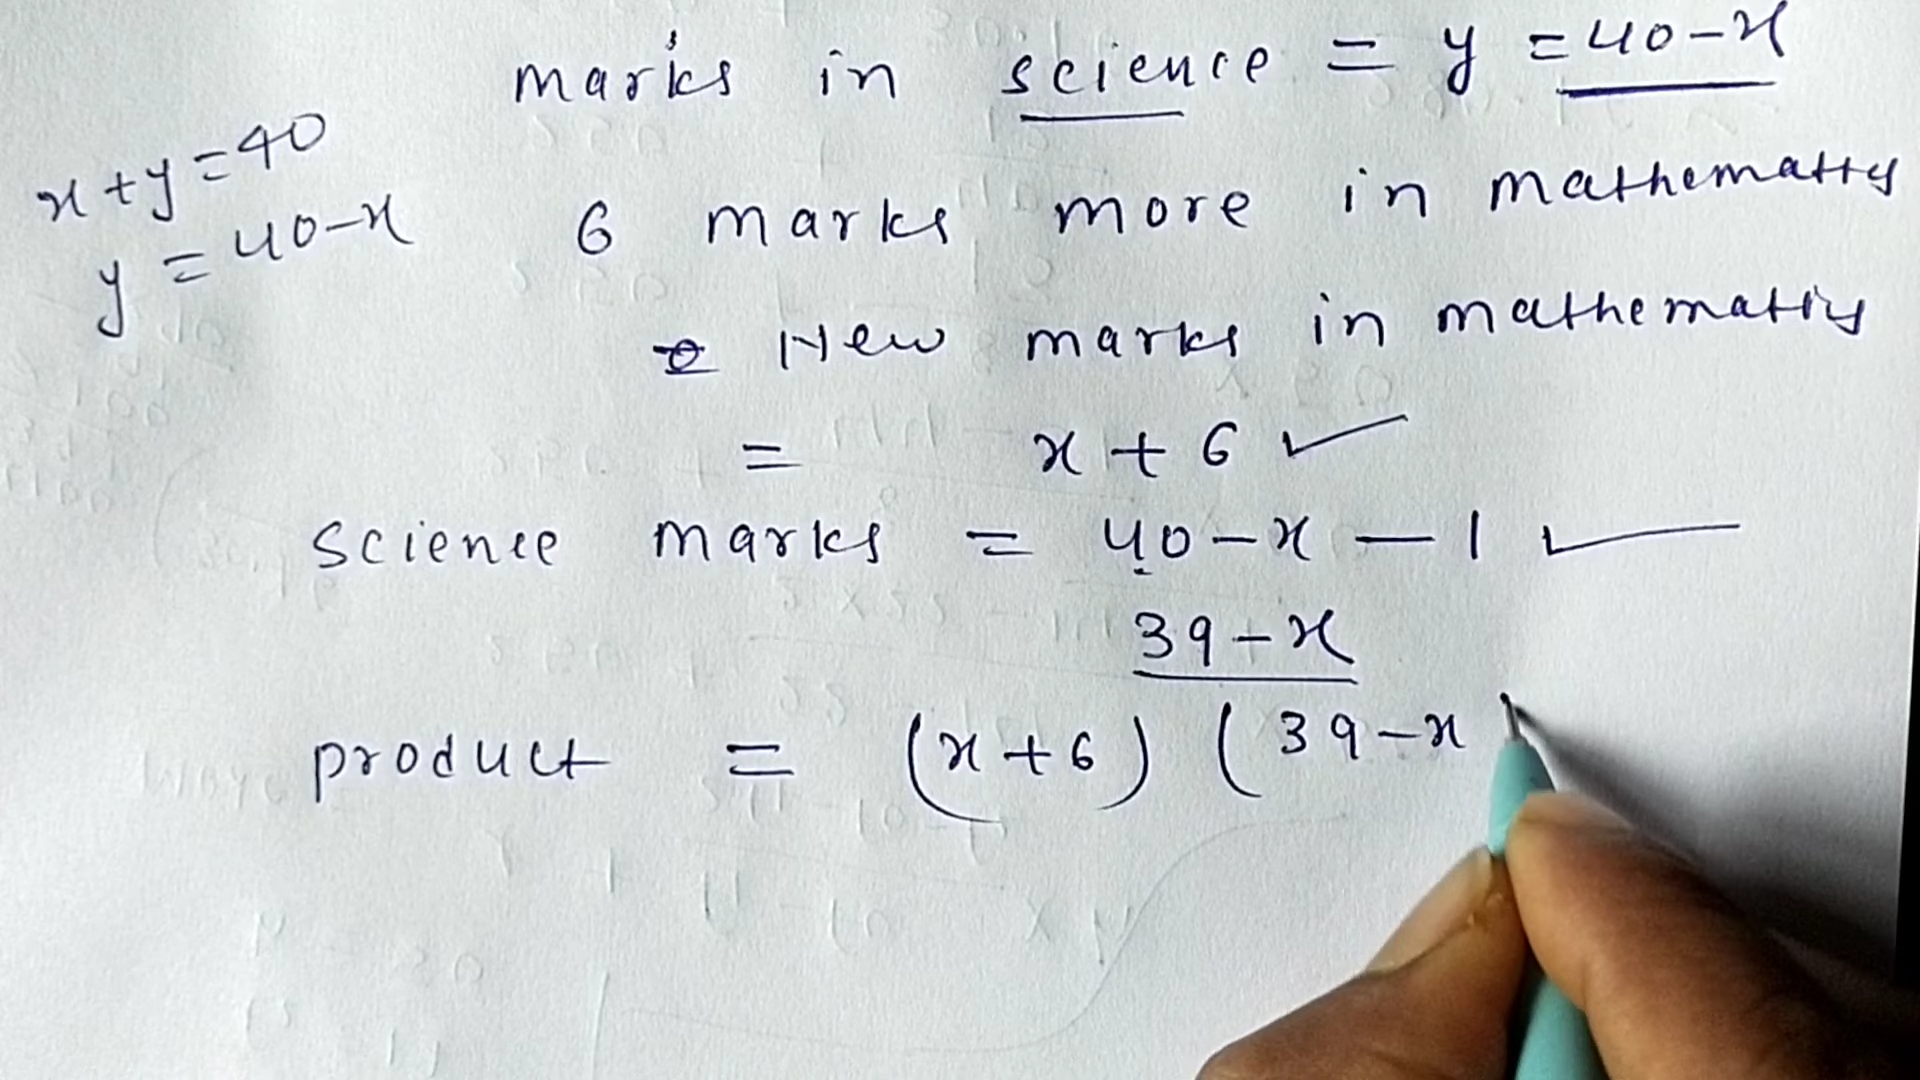 marks in science = y = 40-x
x+y=40
y = 40-x
6 marks more in mathematics
New marks in mathematics
= x + 6 ✓
science marks = 40-x-1 ✓
39-x
product = (x+6) (39-x